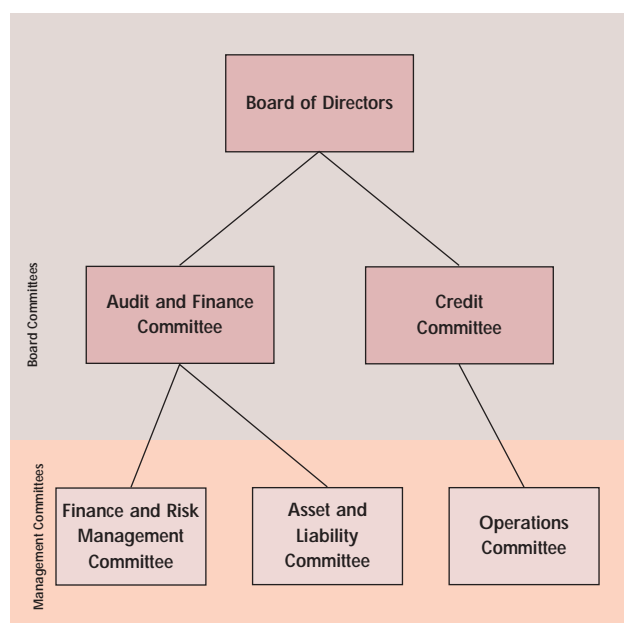 Board of Directors
Board Committees
Audit and Finance
Committee
Credit
Committee
Management Committees
Finance and Risk
Management
Committee
Asset and
Liability
Committee
Operations
Committee